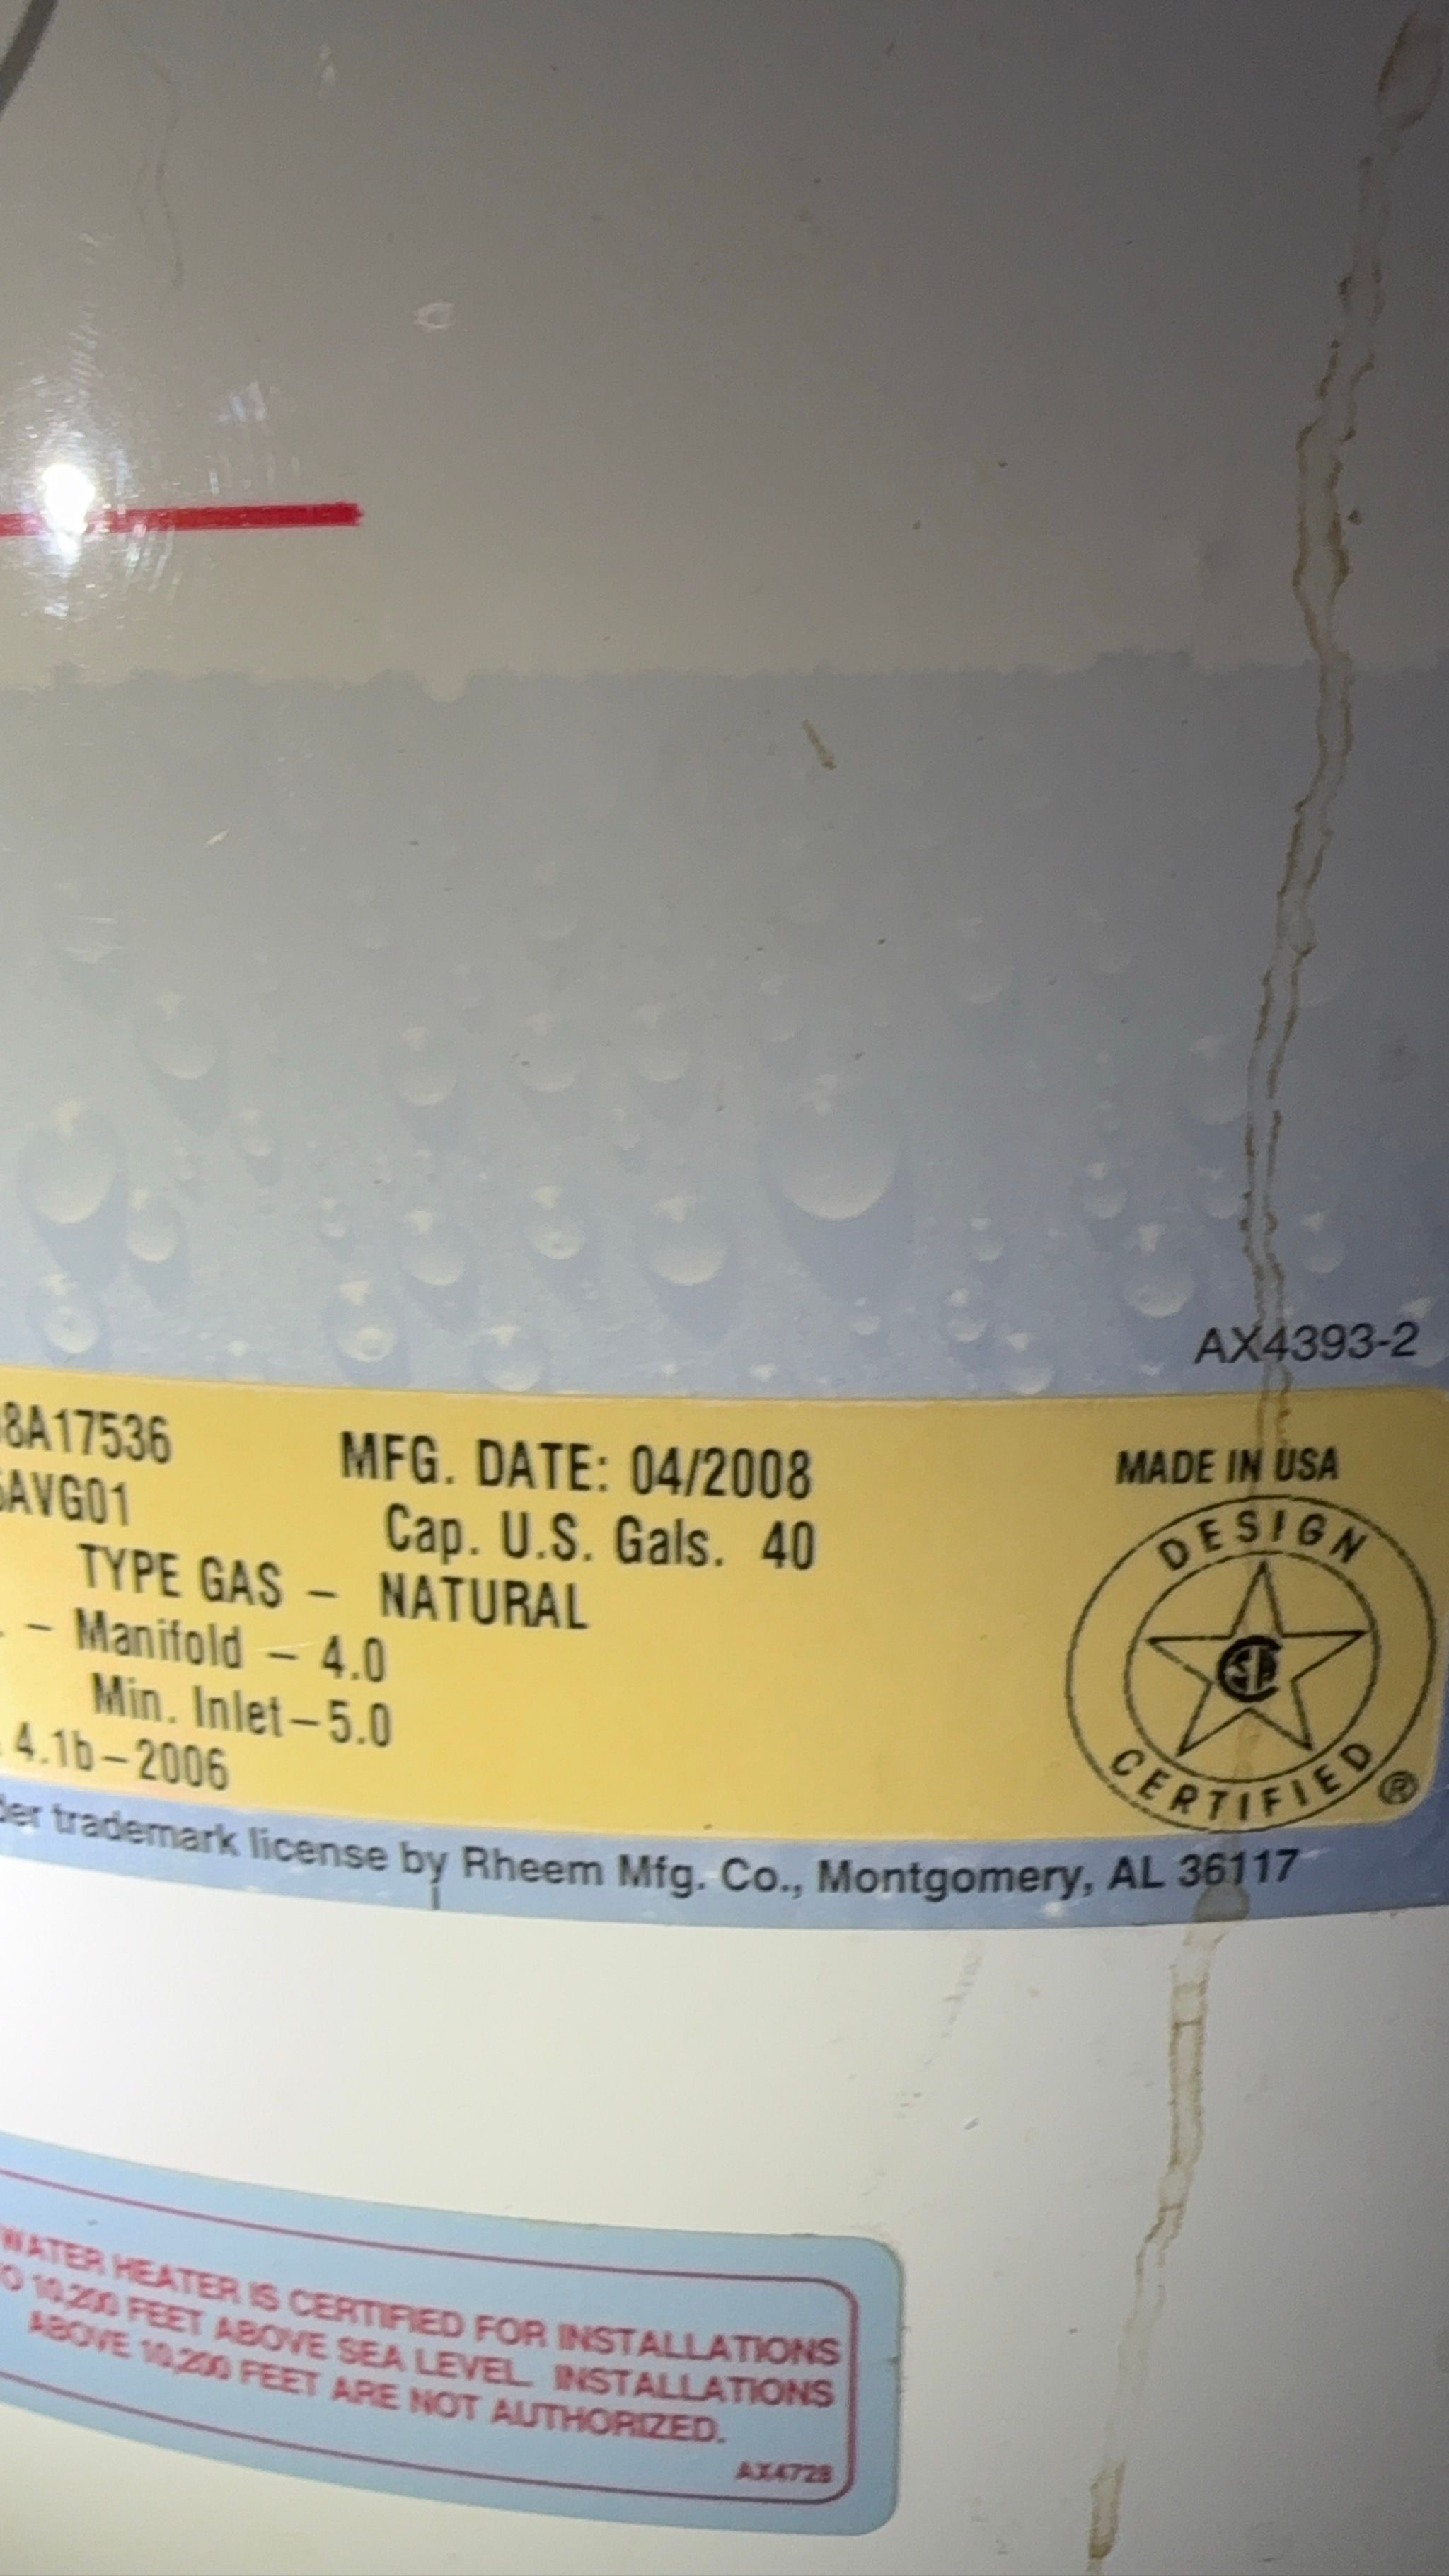 AX4393-2
8A17536
MFG. DATE: 04/2008
MADE IN USA
AVG01
Cap. U.S. Gals. 40
DESIGN
CSA
CERTIFIED
®
TYPE GAS – NATURAL
– Manifold – 4.0
Min. Inlet – 5.0
4.1b – 2006
trademark license by Rheem Mfg. Co., Montgomery, AL 36117
WATER HEATER IS CERTIFIED FOR INSTALLATIONS
10,200 FEET ABOVE SEA LEVEL. INSTALLATIONS
ABOVE 10,200 FEET ARE NOT AUTHORIZED.
AX4728